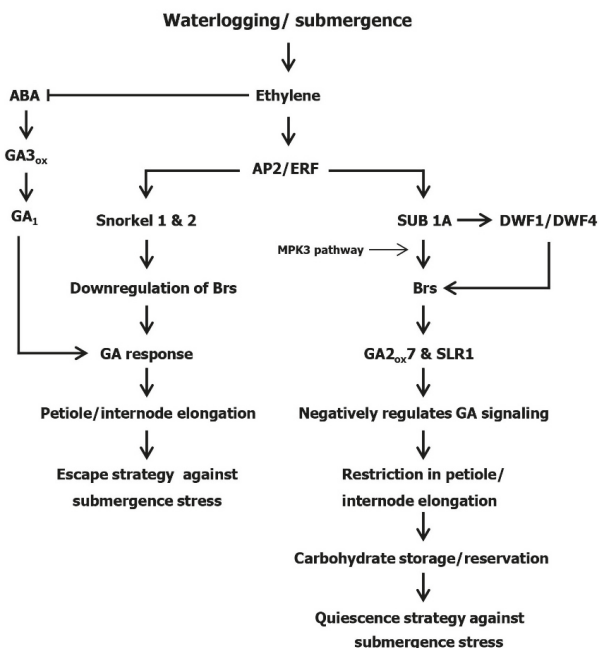 Waterlogging/ submergence
ABA
Ethylene
GA3ox
AP2/ERF
GA1
Snorkel 1 & 2
SUB 1A
DWF1/DWF4
MPK3 pathway
Downregulation of Brs
Brs
GA response
GA2ox7 & SLR1
Petiole/internode elongation
Negatively regulates GA signaling
Escape strategy against
submergence stress
Restriction in petiole/
internode elongation
Carbohydrate storage/reservation
Quiescence strategy against
submergence stress